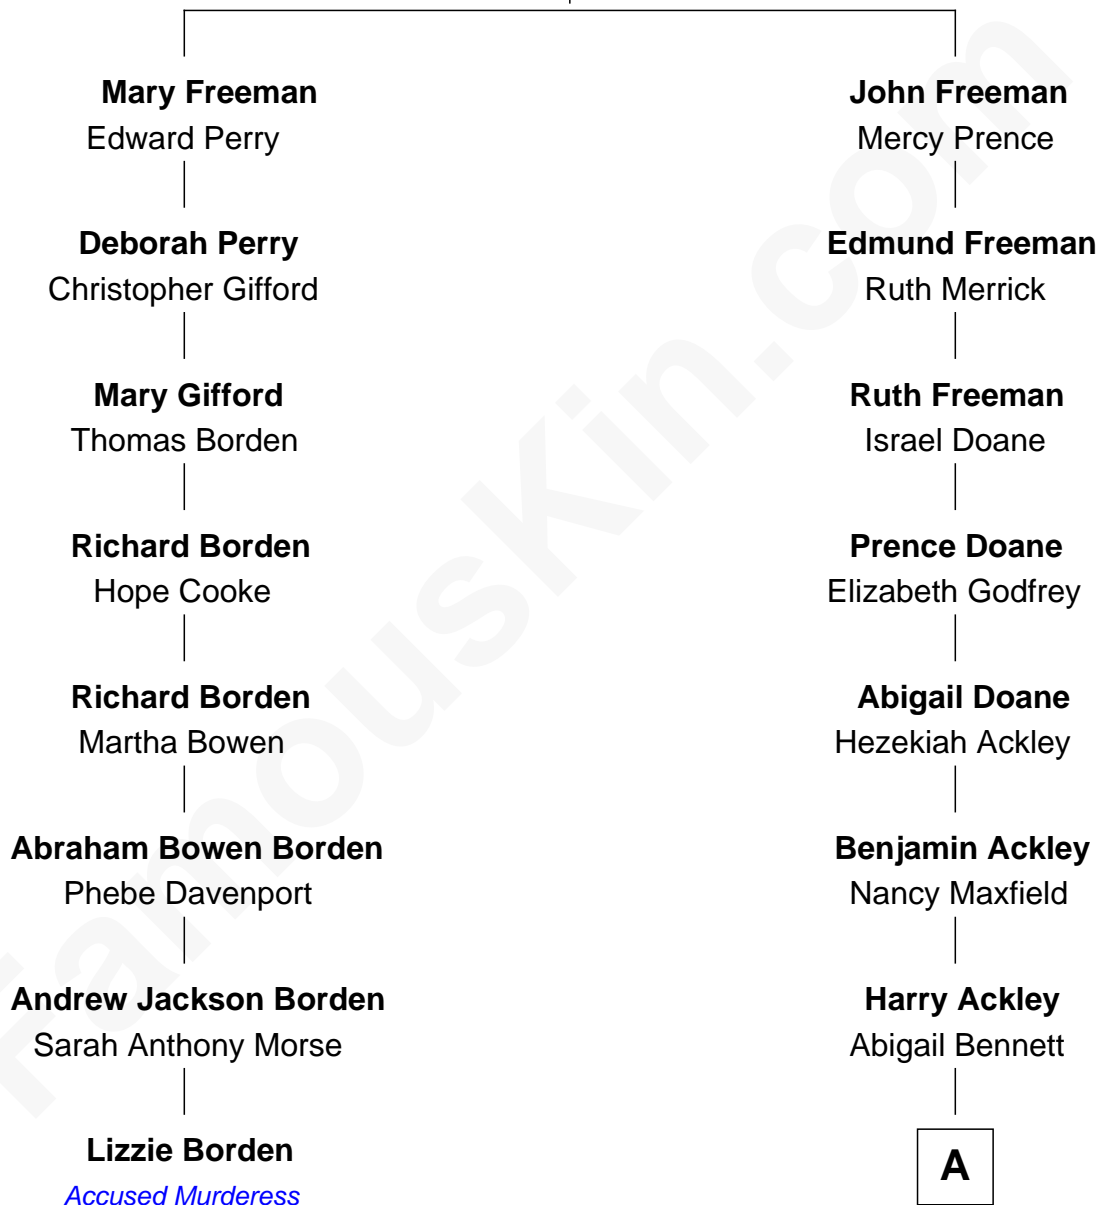 Mary Freeman
Edward Perry
Deborah Perry
Christopher Gifford
Mary Gifford
Thomas Borden
Richard Borden
Hope Cooke
Richard Borden
Martha Bowen
Abraham Bowen Borden
Phebe Davenport
Andrew Jackson Borden
Sarah Anthony Morse
Lizzie Borden
Accused Murderess
John Freeman
Mercy Prence
Edmund Freeman
Ruth Merrick
Ruth Freeman
Israel Doane
Prence Doane
Elizabeth Godfrey
Abigail Doane
Hezekiah Ackley
Benjamin Ackley
Nancy Maxfield
Harry Ackley
Abigail Bennett
A
FamousKin.com